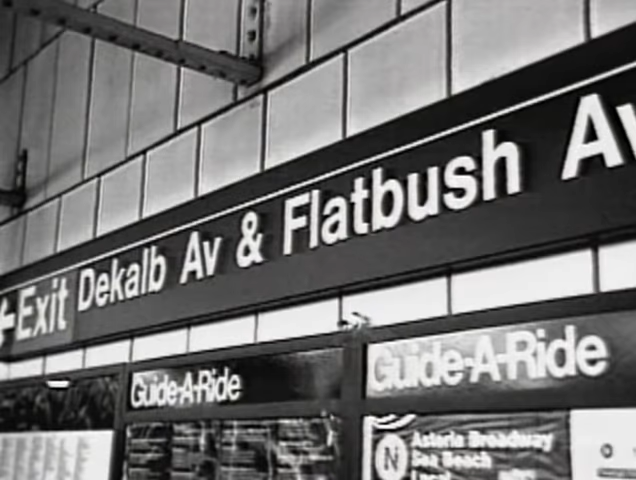 ←Exit Dekalb Av & Flatbush Av
Guide-A-Ride
Guide-A-Ride
N
Astoria Broadway
Sea Beach
Local